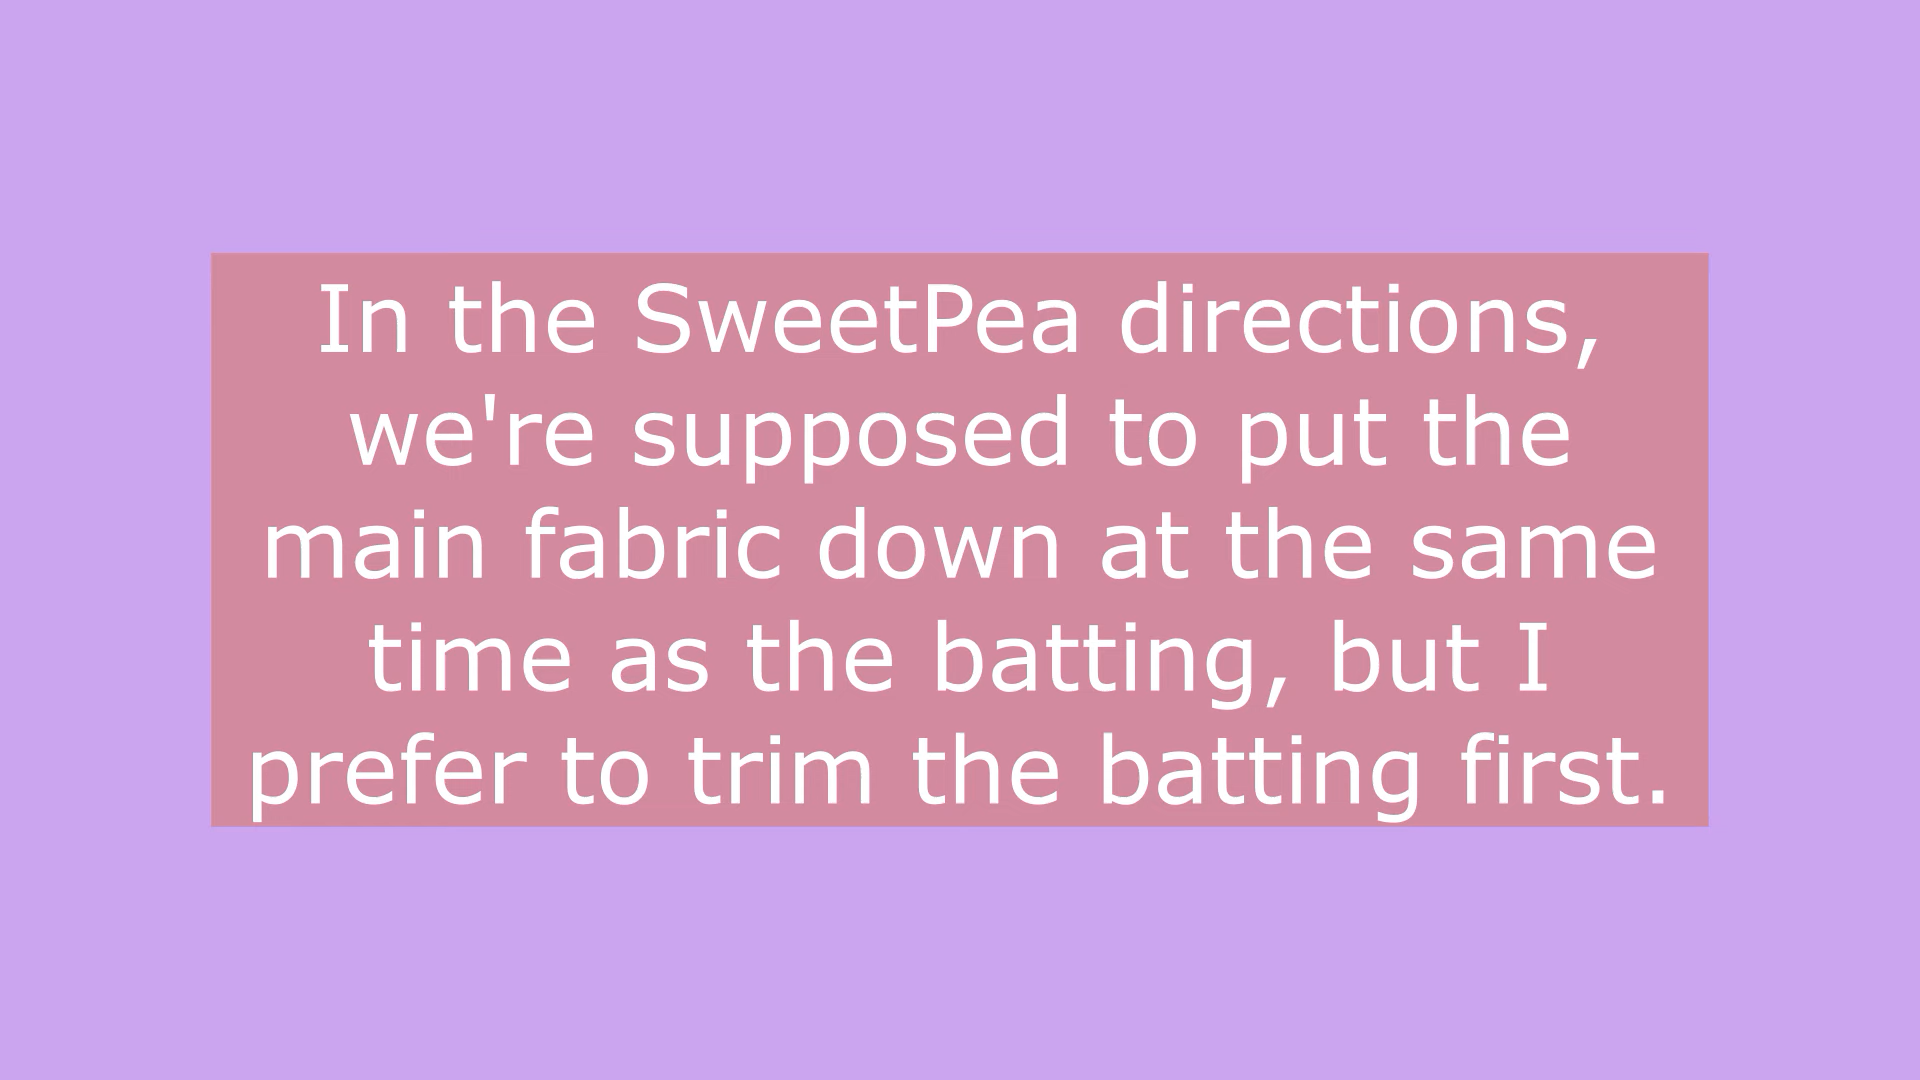 In the SweetPea directions,
we're supposed to put the
main fabric down at the same
time as the batting, but I
prefer to trim the batting first.